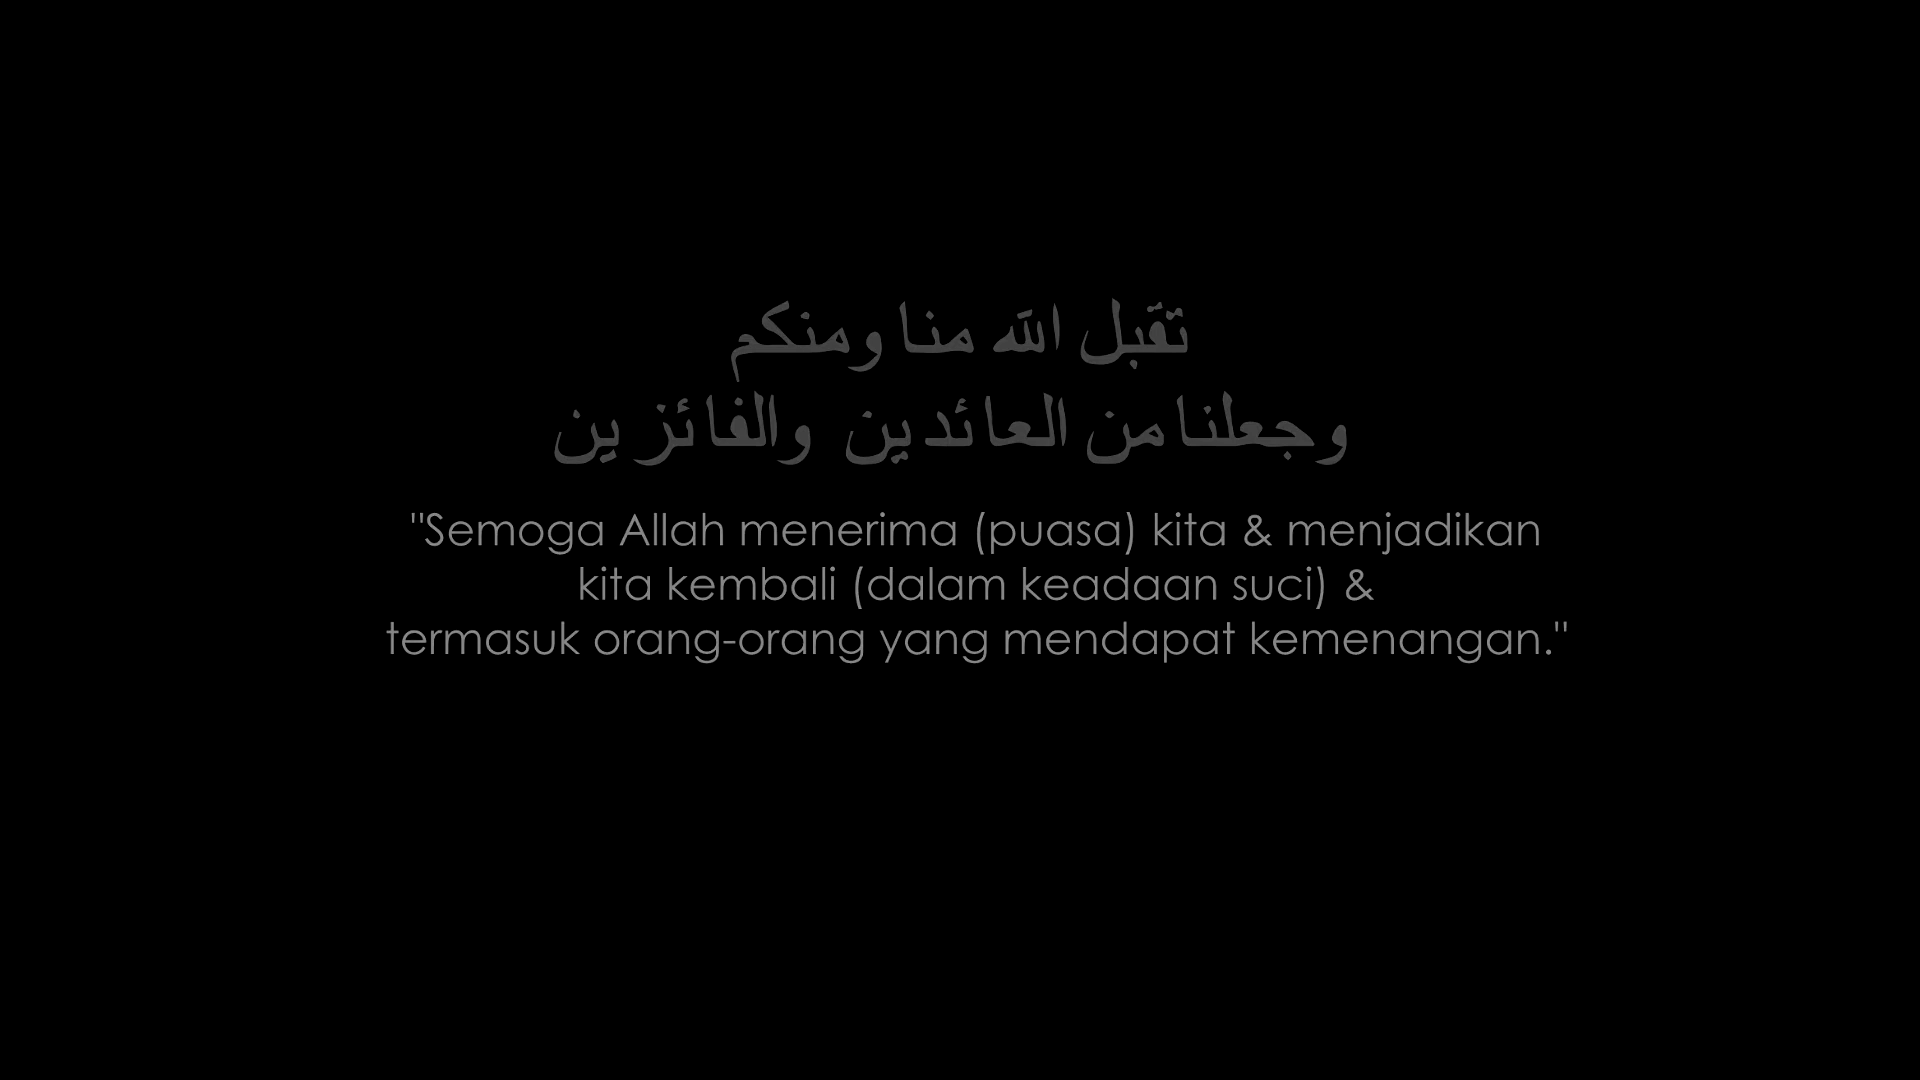 تقبل الله منا ومنكم
وجعلنا من العائدين والفائزين
"Semoga Allah menerima (puasa) kita & menjadikan
kita kembali (dalam keadaan suci) &
termasuk orang-orang yang mendapat kemenangan."